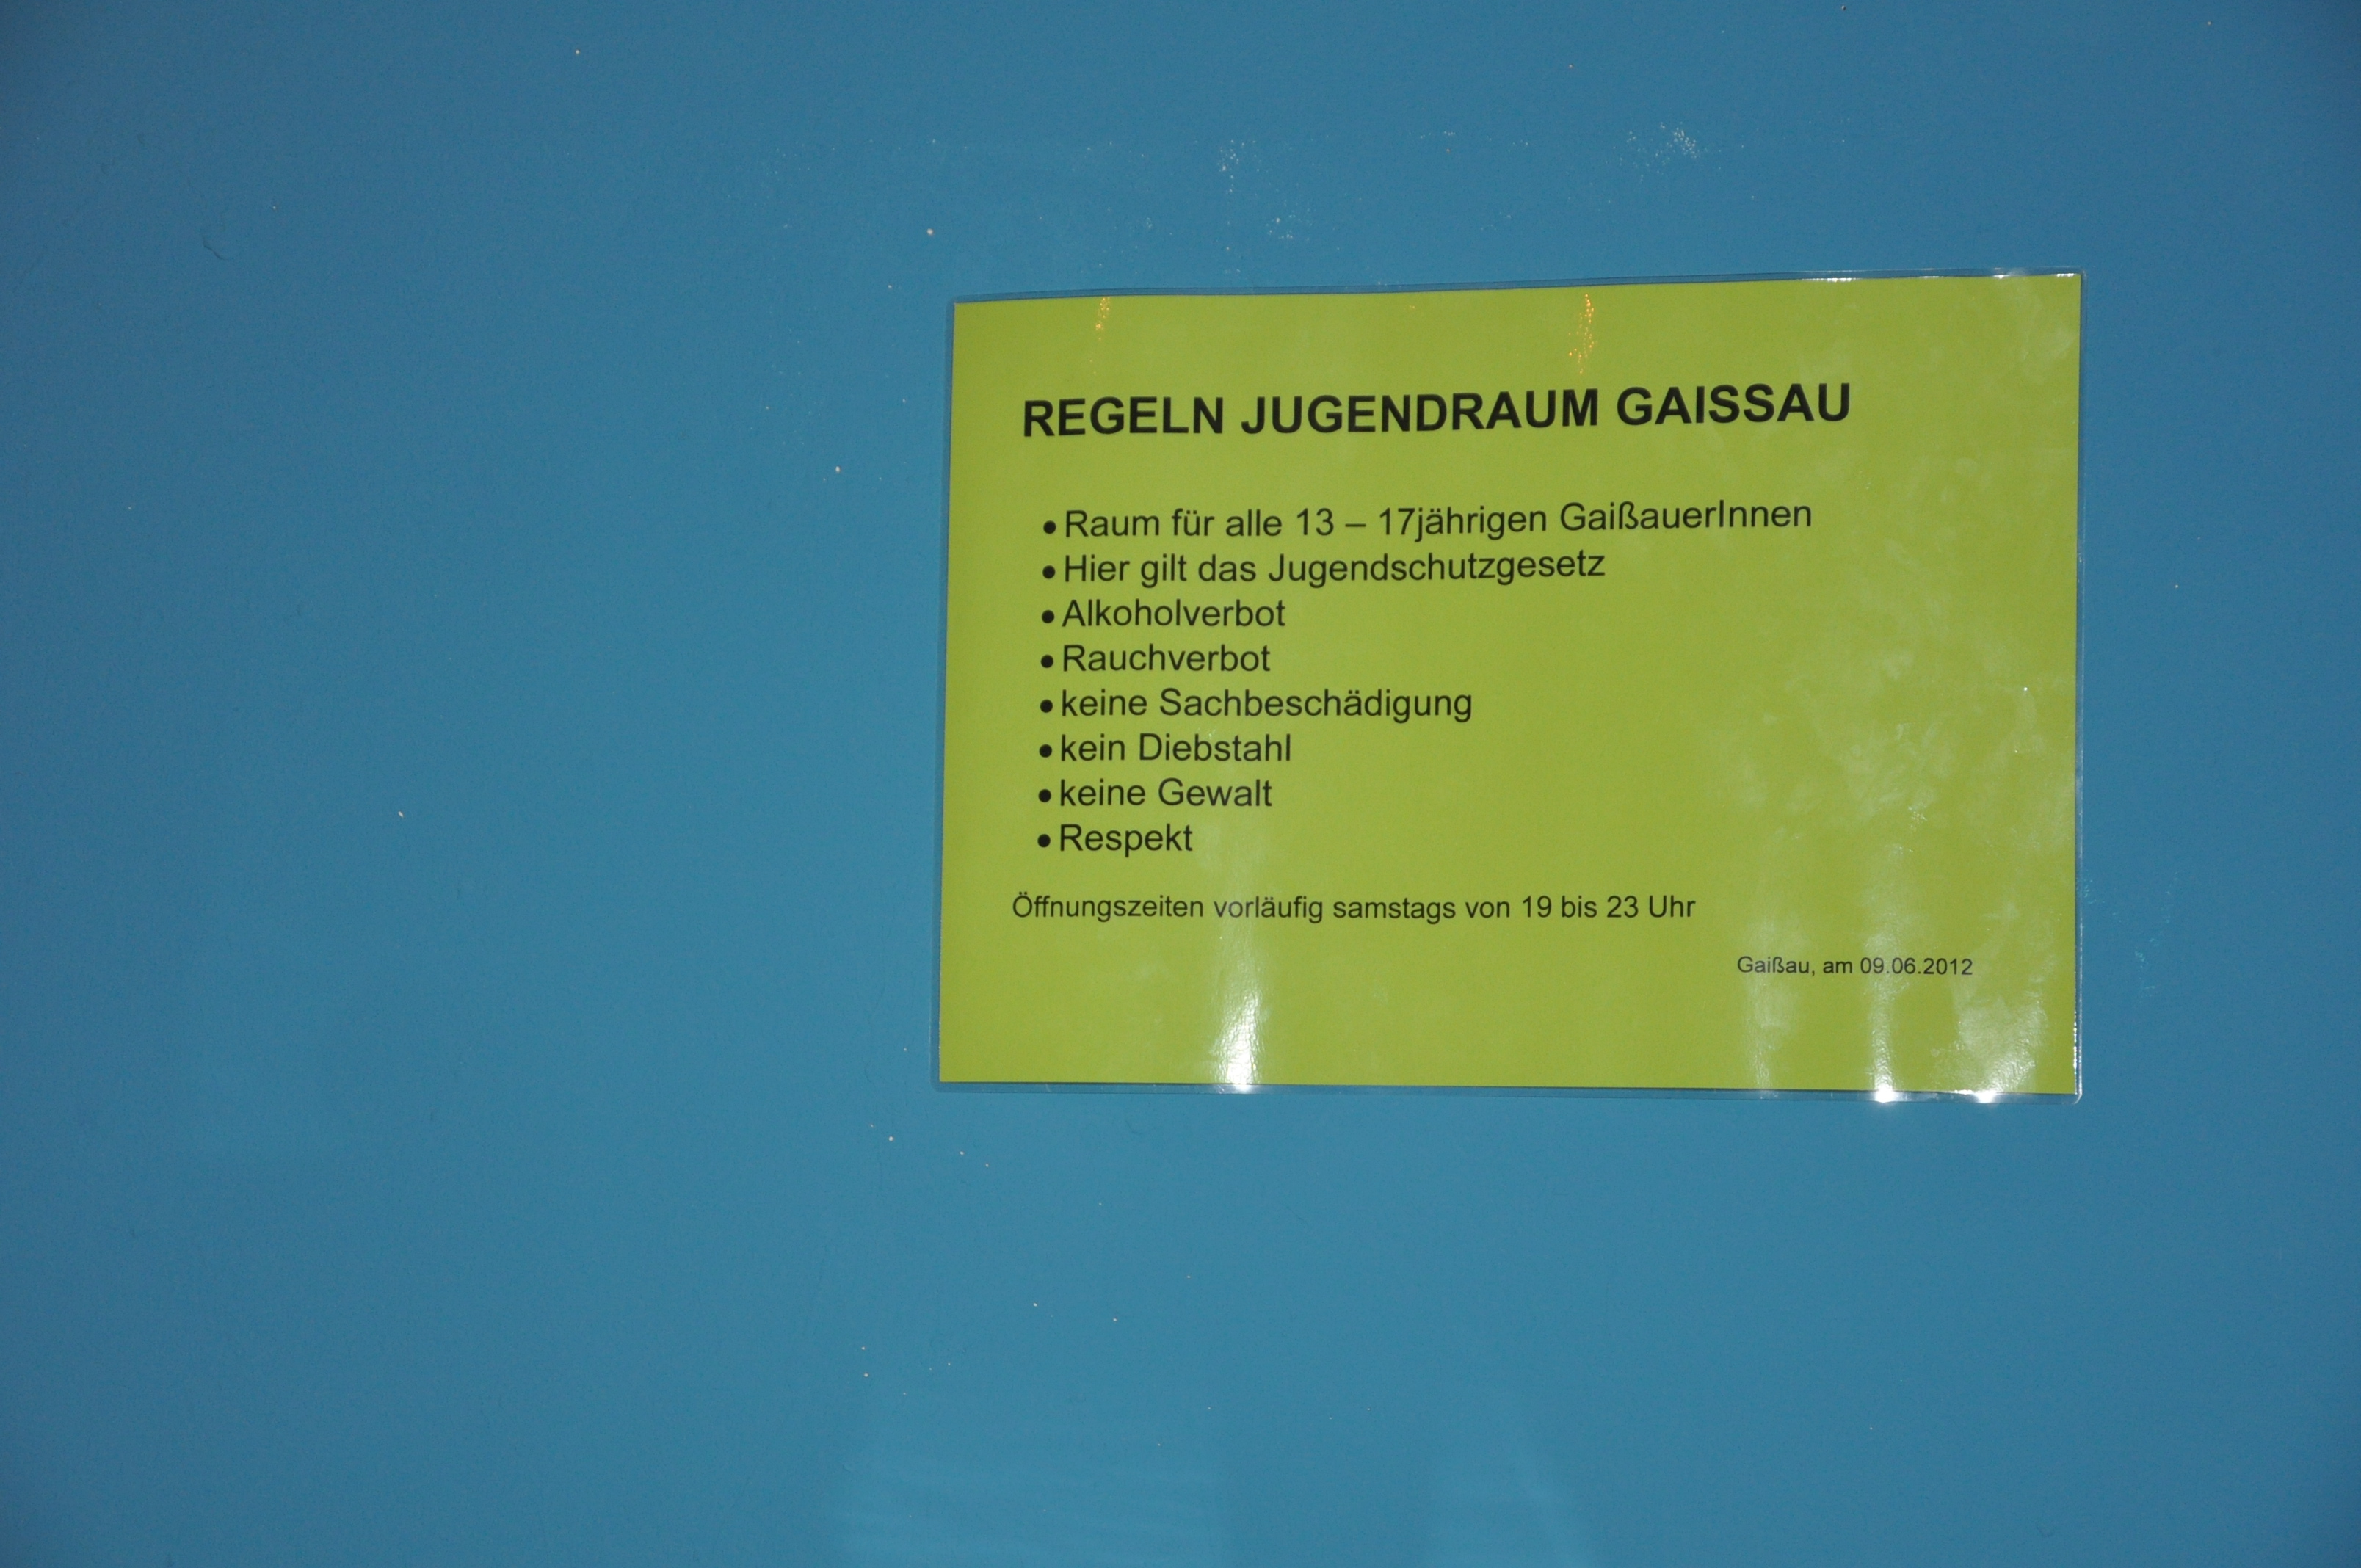 REGELN JUGENDRAUM GAISSAU
• Raum für alle 13 – 17jährigen GaißauerInnen
• Hier gilt das Jugendschutzgesetz
• Alkoholverbot
• Rauchverbot
• keine Sachbeschädigung
• kein Diebstahl
• keine Gewalt
• Respekt
Öffnungszeiten vorläufig samstags von 19 bis 23 Uhr
Gaißau, am 09.06.2012